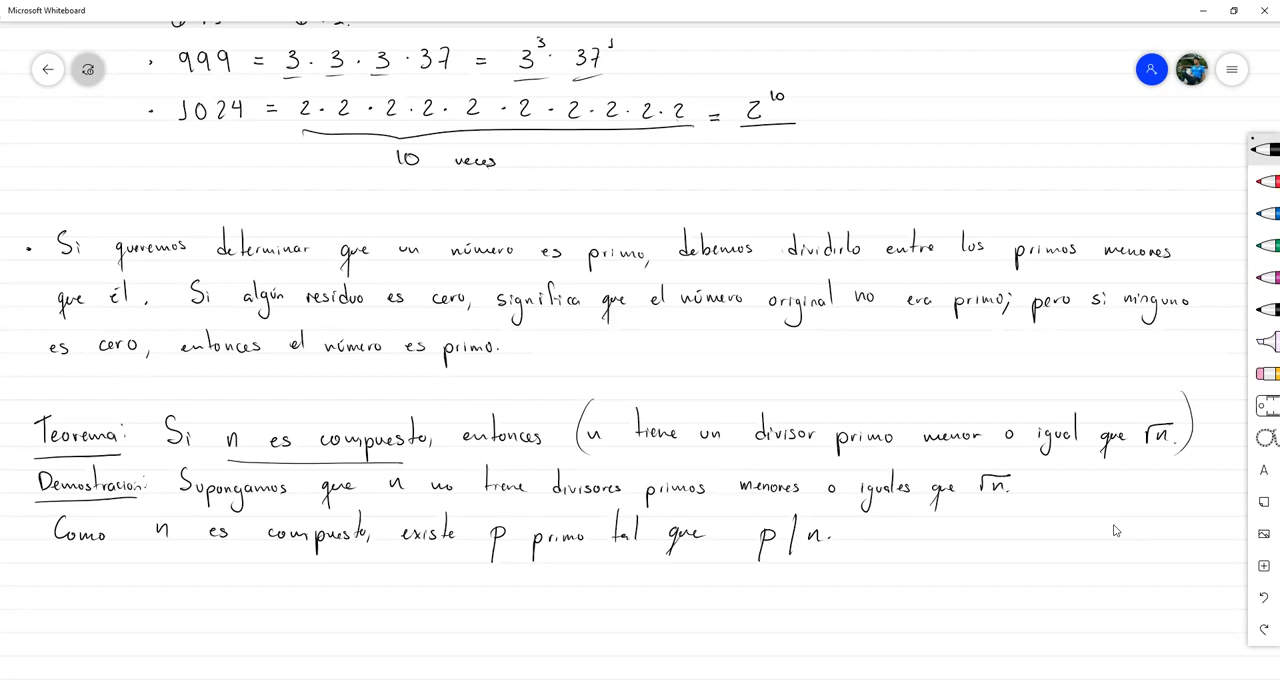 Microsoft Whiteboard
· 999 = 3 · 3 · 3 · 37 = 3³ · 37¹
· 1024 = 2 · 2 · 2 · 2 · 2 · 2 · 2 · 2 · 2 · 2 = 2¹⁰
10 veces
· Si queremos determinar que un número es primo, debemos dividirlo entre los primos menores
que él. Si algún residuo es cero, significa que el número original no era primo; pero si ninguno
es cero, entonces el número es primo.
Teorema: Si n es compuesto, entonces (n tiene un divisor primo menor o igual que √n.)
Demostración: Supongamos que n no tiene divisores primos menores o iguales que √n.
Como n es compuesto, existe p primo tal que p | n.